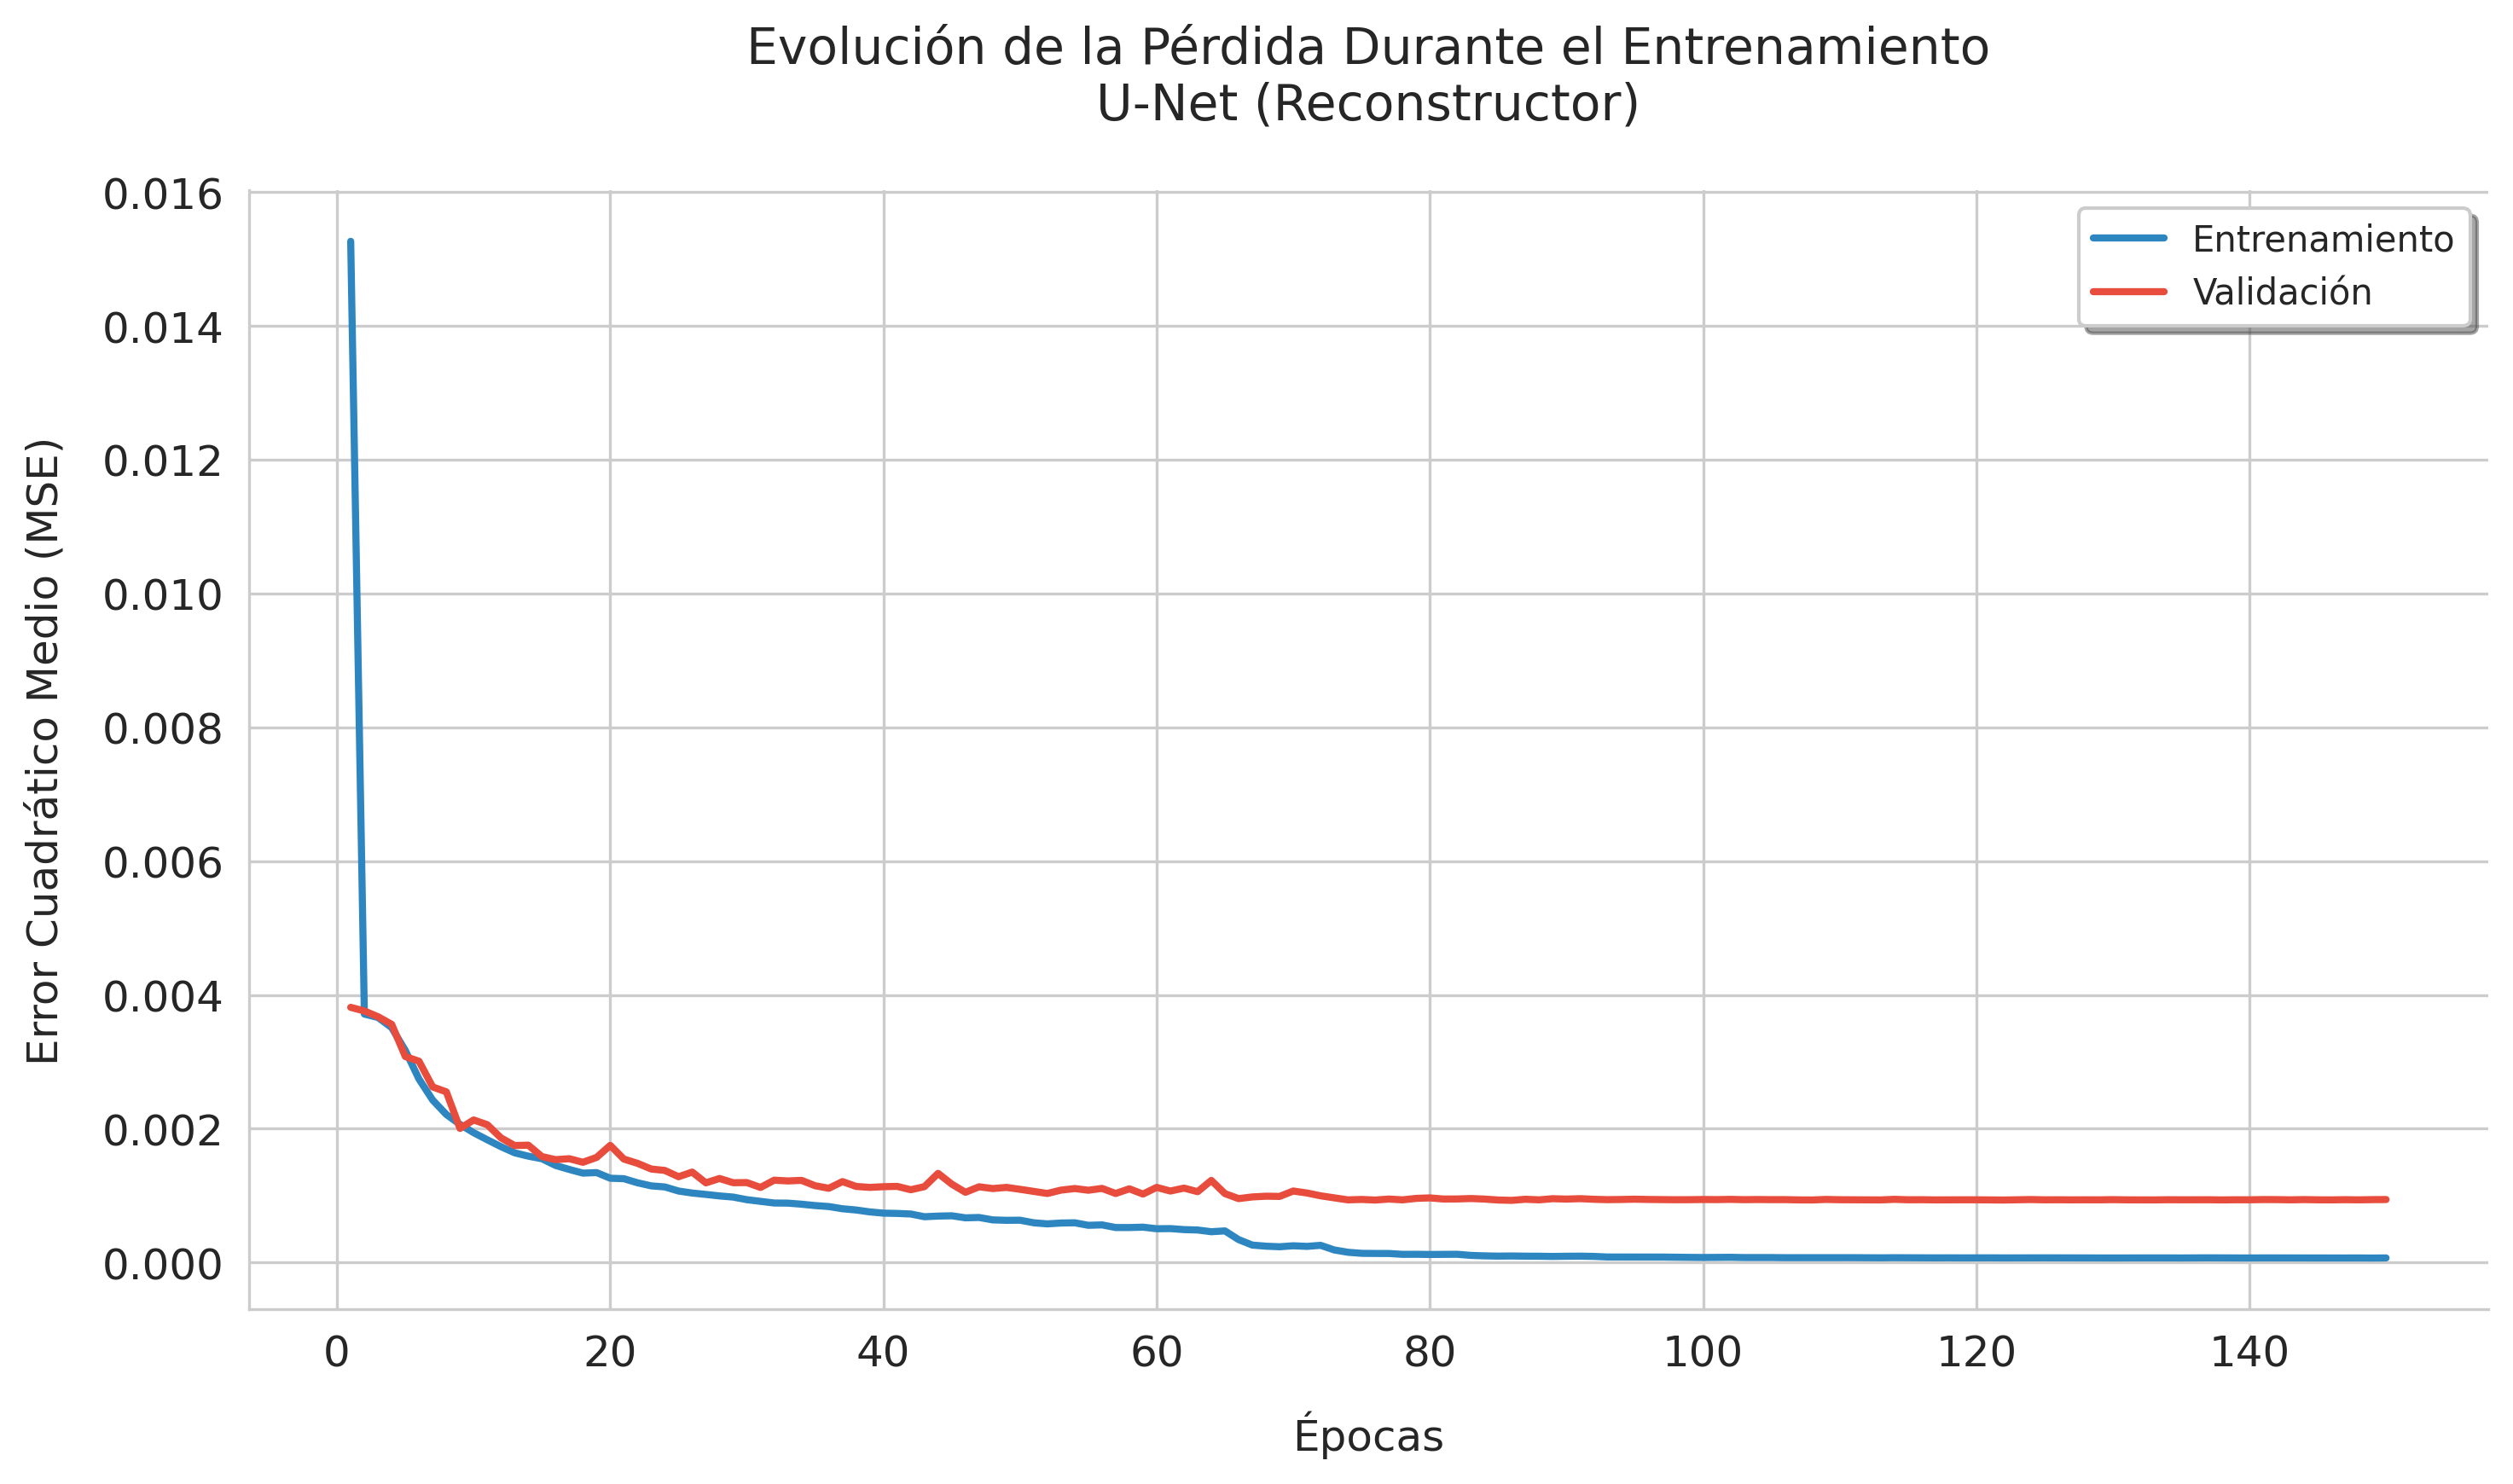 Evolución de la Pérdida Durante el Entrenamiento
U-Net (Reconstructor)
Entrenamiento
Validación
Error Cuadrático Medio (MSE)
0.016
0.014
0.012
0.010
0.008
0.006
0.004
0.002
0.000
0 20 40 60 80 100 120 140
Épocas